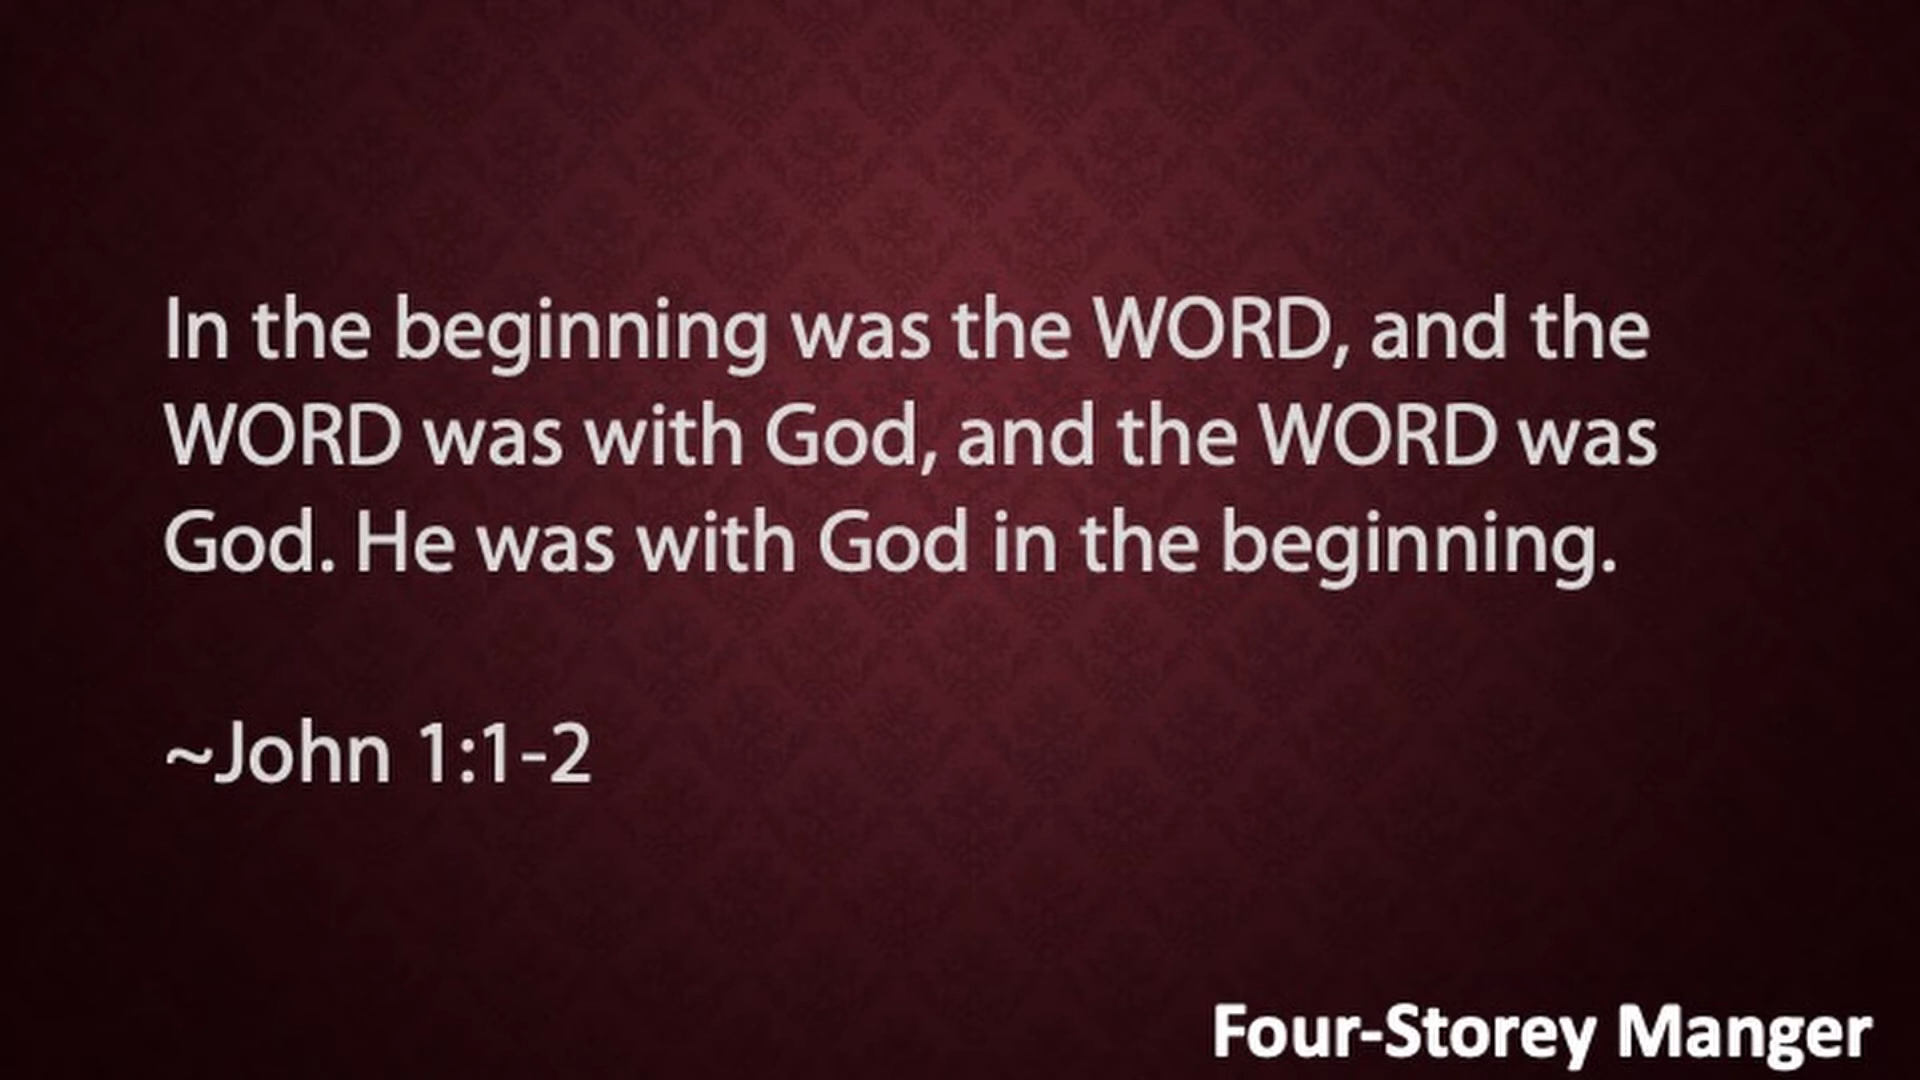 In the beginning was the WORD, and the
WORD was with God, and the WORD was
God. He was with God in the beginning.
~John 1:1-2
Four-Storey Manger